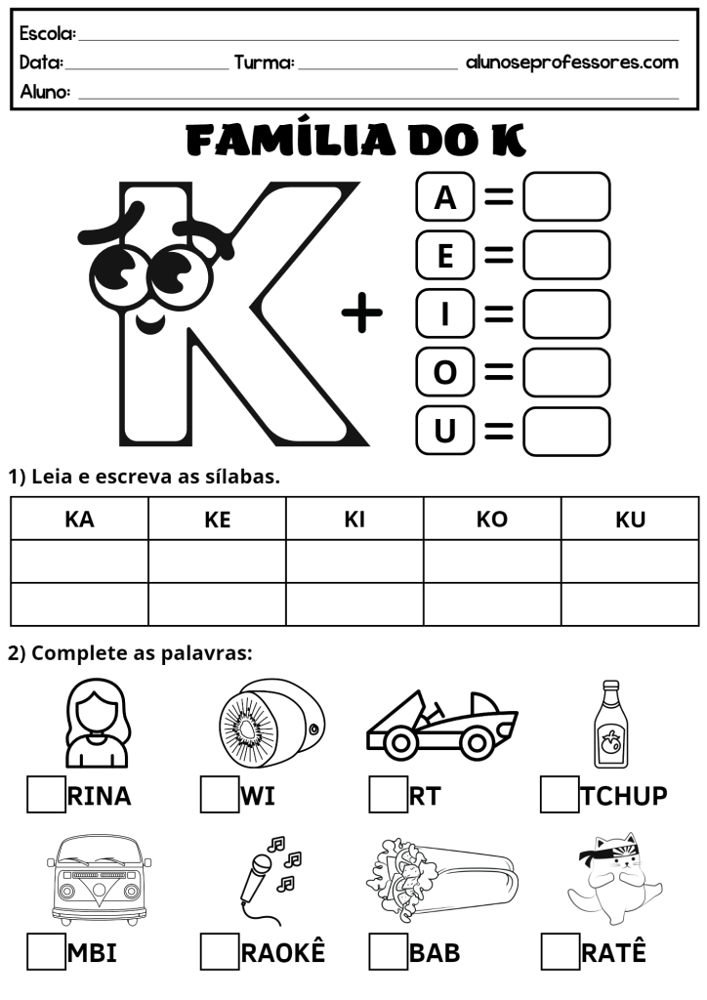 Escola:
Data: Turma: alunoseprofessores.com
Aluno:
FAMÍLIA DO K
K + A =
E =
I =
O =
U =
1) Leia e escreva as sílabas.
KA KE KI KO KU
2) Complete as palavras:
RINA WI RT TCHUP
MBI RAOKÊ BAB RATÊ